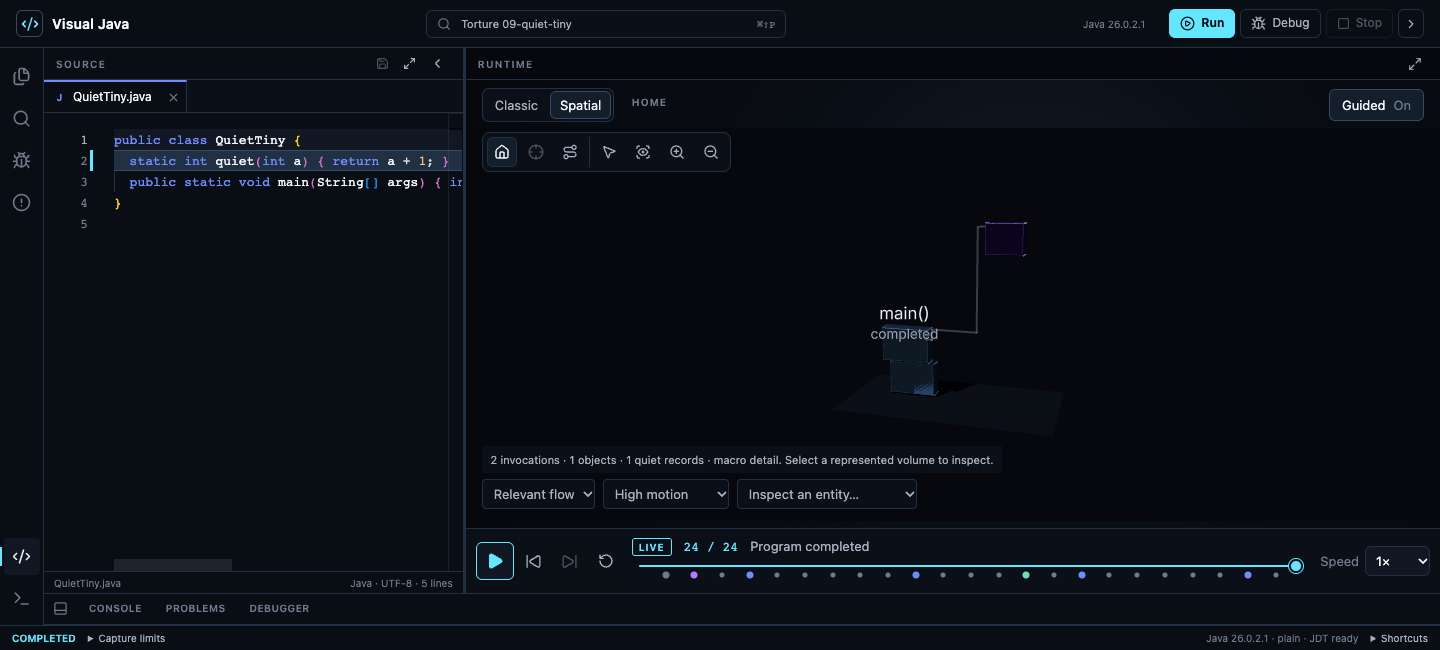 </> Visual Java
Torture 09-quiet-tiny ⌘⇧P
Java 26.0.2.1 Run Debug Stop
SOURCE
RUNTIME
J QuietTiny.java
Classic Spatial HOME Guided On
1 public class QuietTiny {
2 static int quiet(int a) { return a + 1; }
3 public static void main(String[] args) { in
4 }
5
main()
completed
2 invocations · 1 objects · 1 quiet records · macro detail. Select a represented volume to inspect.
Relevant flow High motion Inspect an entity...
LIVE 24 / 24 Program completed
Speed 1×
QuietTiny.java Java · UTF-8 · 5 lines
CONSOLE PROBLEMS DEBUGGER
COMPLETED Capture limits Java 26.0.2.1 · plain · JDT ready Shortcuts